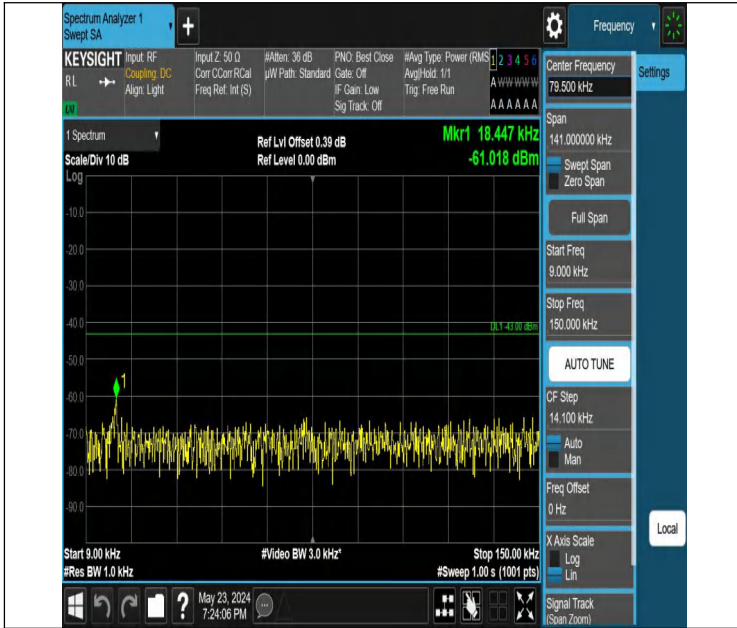 Spectrum Analyzer 1
Swept SA
+
Frequency
KEYSIGHT
RL
Input: RF
Coupling: DC
Align: Light
Input Z: 50 Ω
Corr CCorr RCal
Freq Ref: Int (S)
#Atten: 36 dB
µW Path: Standard
PNO: Best Close
Gate: Off
IF Gain: Low
Sig Track: Off
#Avg Type: Power (RMS
Avg|Hold: 1/1
Trig: Free Run
1 2 3 4 5 6
A W W W W W
A A A A A A
1 Spectrum
Scale/Div 10 dB
Log
Ref Lvl Offset 0.39 dB
Ref Level 0.00 dBm
Mkr1 18.447 kHz
-61.018 dBm
-10.0
-20.0
-30.0
-40.0
DL1 -43.00 dBm
-50.0
1
-60.0
-70.0
-80.0
-90.0
Start 9.00 kHz
#Res BW 1.0 kHz
#Video BW 3.0 kHz*
Stop 150.00 kHz
#Sweep 1.00 s (1001 pts)
?
May 23, 2024
7:24:06 PM
Center Frequency
79.500 kHz
Span
141.000000 kHz
Swept Span
Zero Span
Full Span
Start Freq
9.000 kHz
Stop Freq
150.000 kHz
AUTO TUNE
CF Step
14.100 kHz
Auto
Man
Freq Offset
0 Hz
X Axis Scale
Log
Lin
Signal Track
(Span Zoom)
Settings
Local